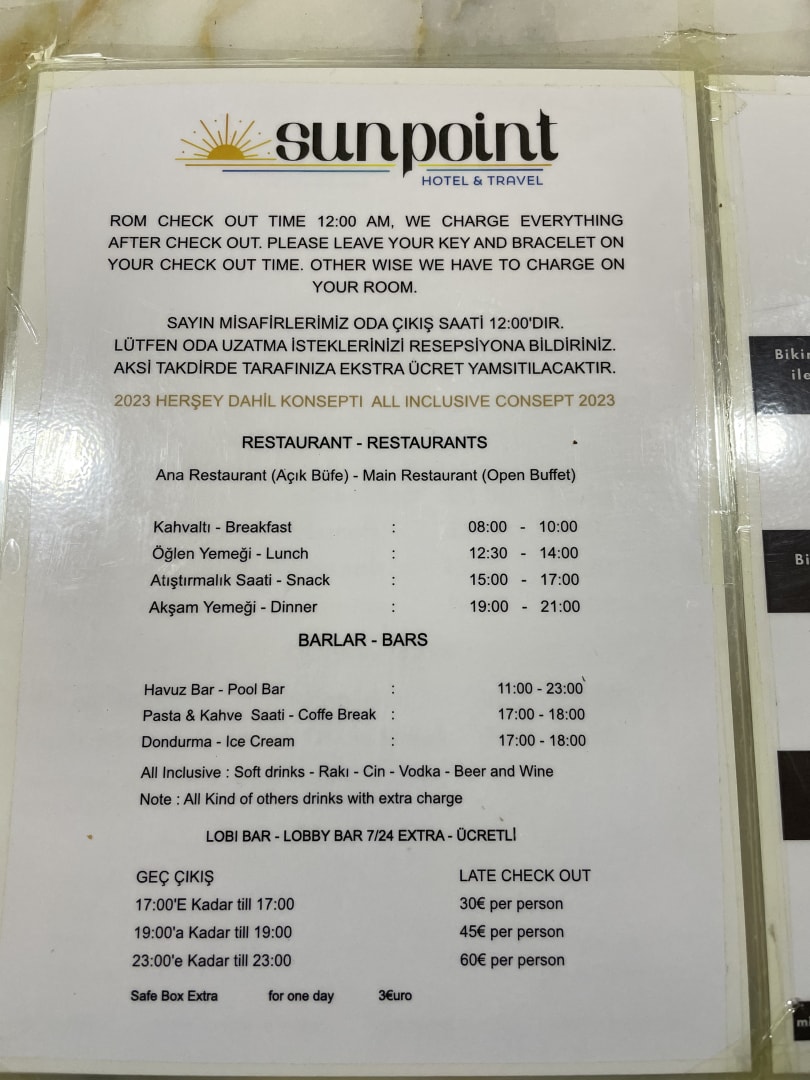 sunpoint
HOTEL & TRAVEL
ROM CHECK OUT TIME 12:00 AM, WE CHARGE EVERYTHING
AFTER CHECK OUT. PLEASE LEAVE YOUR KEY AND BRACELET ON
YOUR CHECK OUT TIME. OTHER WISE WE HAVE TO CHARGE ON
YOUR ROOM.
SAYIN MİSAFİRLERİMİZ ODA ÇIKIŞ SAATİ 12:00'DIR.
LÜTFEN ODA UZATMA İSTEKLERİNİZİ RESEPSİYONA BİLDİRİNİZ.
AKSİ TAKDİRDE TARAFINIZA EKSTRA ÜCRET YAMSITILACAKTIR.
2023 HERŞEY DAHİL KONSEPTI ALL INCLUSIVE CONSEPT 2023
RESTAURANT - RESTAURANTS
Ana Restaurant (Açık Büfe) - Main Restaurant (Open Buffet)
Kahvaltı - Breakfast : 08:00 - 10:00
Öğlen Yemeği - Lunch : 12:30 - 14:00
Atıştırmalık Saati - Snack : 15:00 - 17:00
Akşam Yemeği - Dinner : 19:00 - 21:00
BARLAR - BARS
Havuz Bar - Pool Bar : 11:00 - 23:00
Pasta & Kahve Saati - Coffe Break : 17:00 - 18:00
Dondurma - Ice Cream : 17:00 - 18:00
All Inclusive : Soft drinks - Rakı - Cin - Vodka - Beer and Wine
Note : All Kind of others drinks with extra charge
LOBI BAR - LOBBY BAR 7/24 EXTRA - ÜCRETLİ
GEÇ ÇIKIŞ LATE CHECK OUT
17:00'E Kadar till 17:00 30€ per person
19:00'a Kadar till 19:00 45€ per person
23:00'e Kadar till 23:00 60€ per person
Safe Box Extra for one day 3€uro